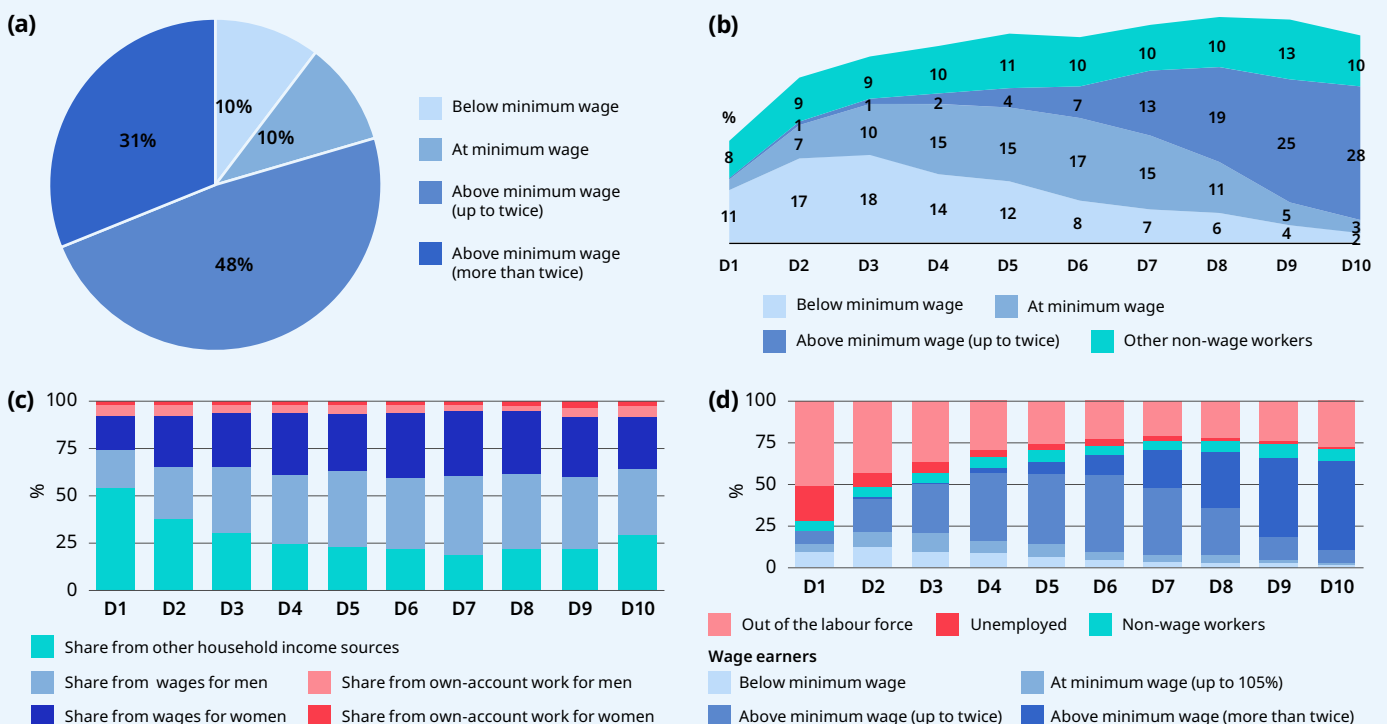 (a)
10%
10%
31%
48%
Below minimum wage
At minimum wage
Above minimum wage
(up to twice)
Above minimum wage
(more than twice)
(b)
%
8 9 9 10 11 10 10 10 13 10
1 1 2 4 7 13 19 25 28
7 10 15 15 17 15 11 5 3
11 17 18 14 12 8 7 6 4 2
D1 D2 D3 D4 D5 D6 D7 D8 D9 D10
Below minimum wage At minimum wage
Above minimum wage (up to twice) Other non-wage workers
(c)
%
100
75
50
25
0
D1 D2 D3 D4 D5 D6 D7 D8 D9 D10
Share from other household income sources
Share from wages for men Share from own-account work for men
Share from wages for women Share from own-account work for women
(d)
%
100
75
50
25
0
D1 D2 D3 D4 D5 D6 D7 D8 D9 D10
Out of the labour force Unemployed Non-wage workers
Wage earners
Below minimum wage At minimum wage (up to 105%)
Above minimum wage (up to twice) Above minimum wage (more than twice)